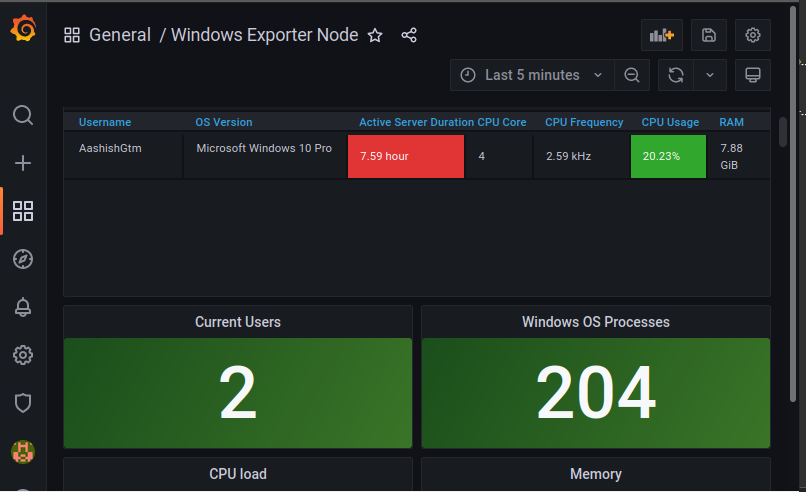 General / Windows Exporter Node
Last 5 minutes
Username OS Version Active Server Duration CPU Core CPU Frequency CPU Usage RAM
AashishGtm Microsoft Windows 10 Pro 7.59 hour 4 2.59 kHz 20.23% 7.88
GiB
Current Users Windows OS Processes
2 204
CPU load Memory